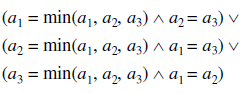 (a₁ = min(a₁, a₂, a₃) ∧ a₂ = a₃) ∨
(a₂ = min(a₁, a₂, a₃) ∧ a₁ = a₃) ∨
(a₃ = min(a₁, a₂, a₃) ∧ a₁ = a₂)